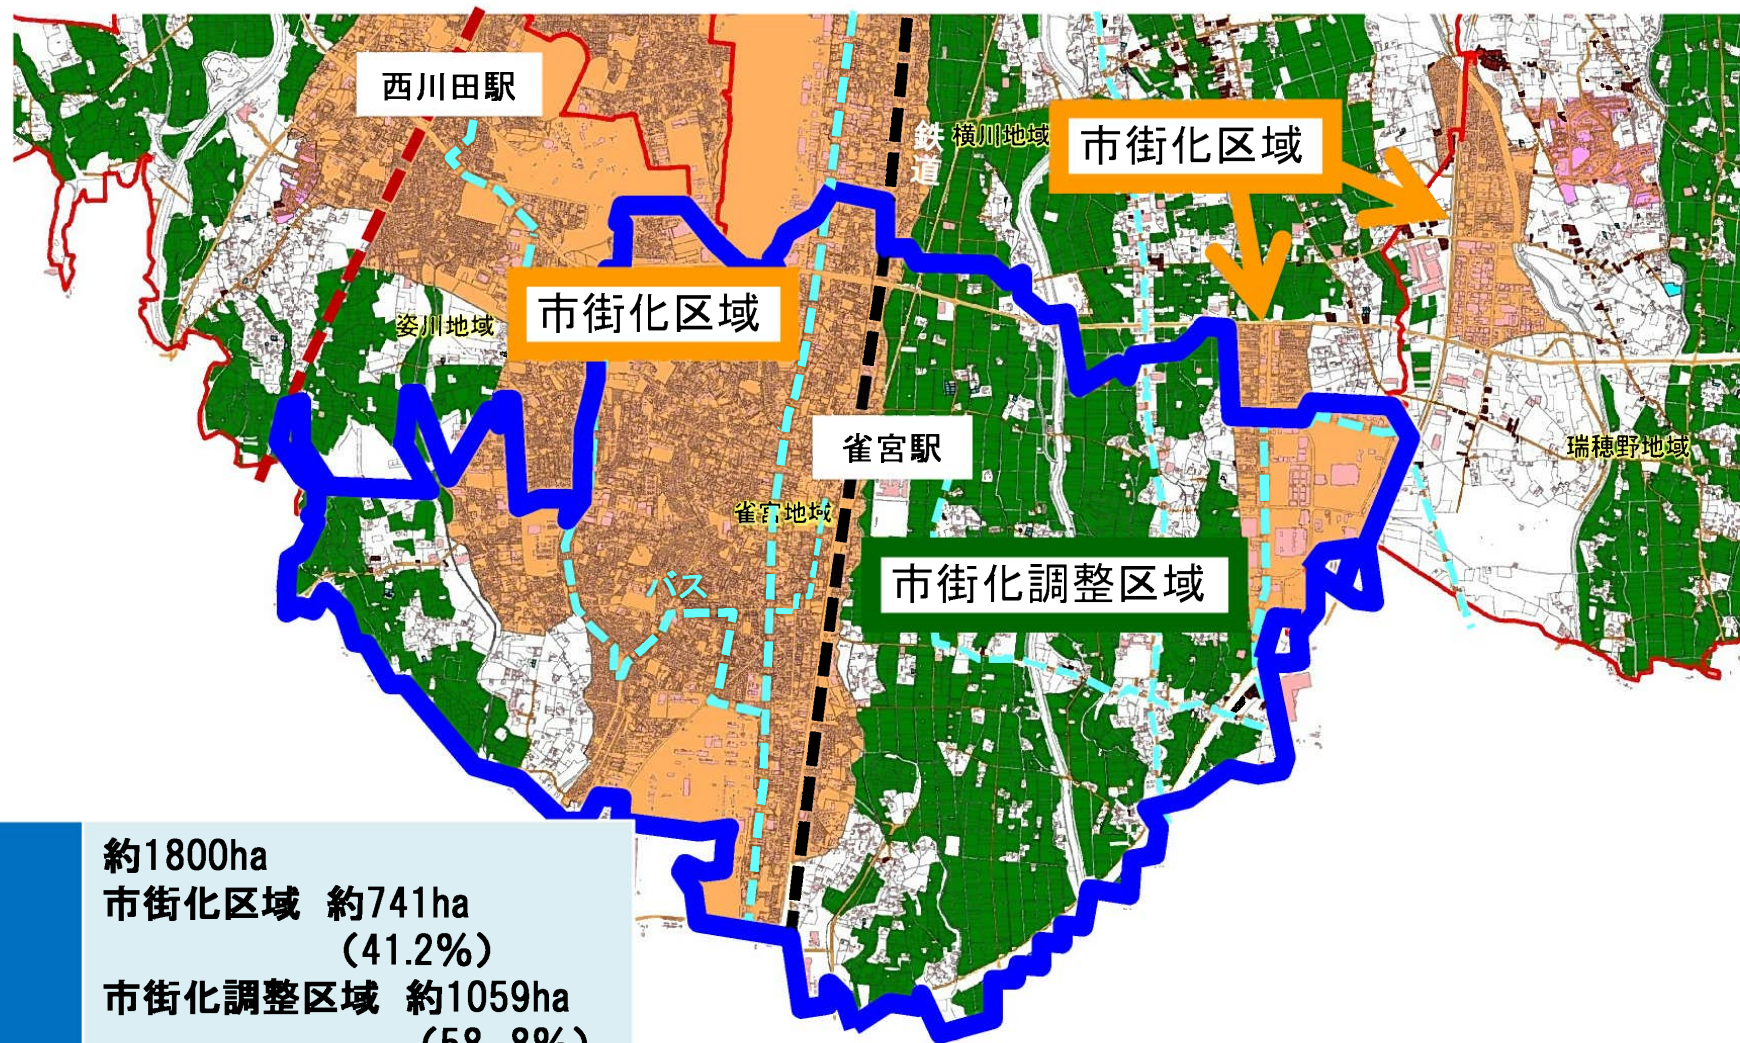 西川田駅
鉄道
横川地域
市街化区域
市街化区域
姿川地域
雀宮駅
瑞穂野地域
雀宮地域
バス
市街化調整区域
約1800ha
市街化区域 約741ha
(41.2%)
市街化調整区域 約1059ha
(58.8%)